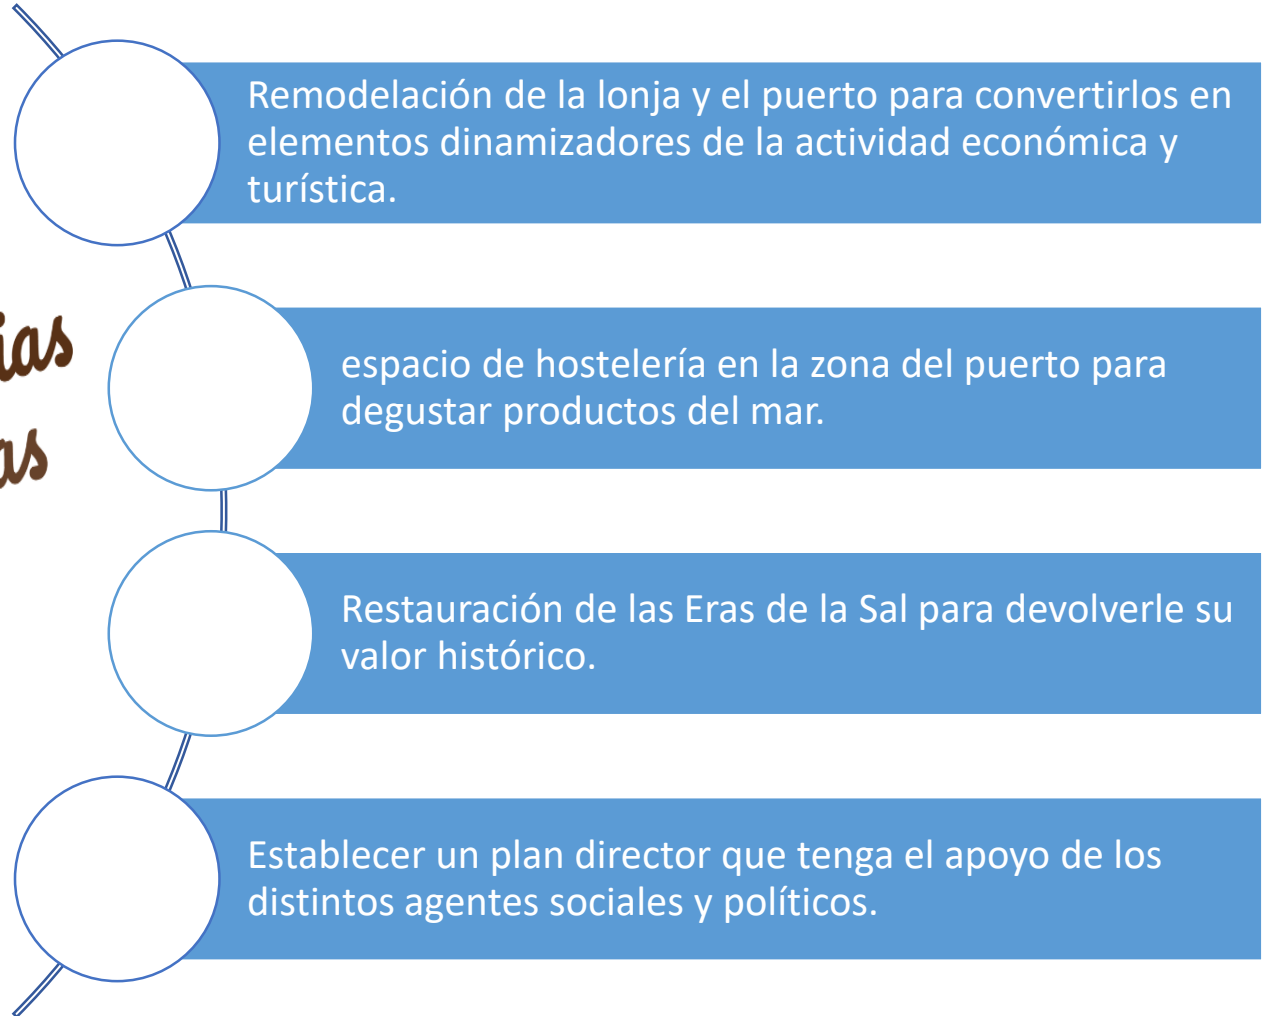 Remodelación de la lonja y el puerto para convertirlos en
elementos dinamizadores de la actividad económica y
turística.
espacio de hostelería en la zona del puerto para
degustar productos del mar.
Restauración de las Eras de la Sal para devolverle su
valor histórico.
Establecer un plan director que tenga el apoyo de los
distintos agentes sociales y políticos.